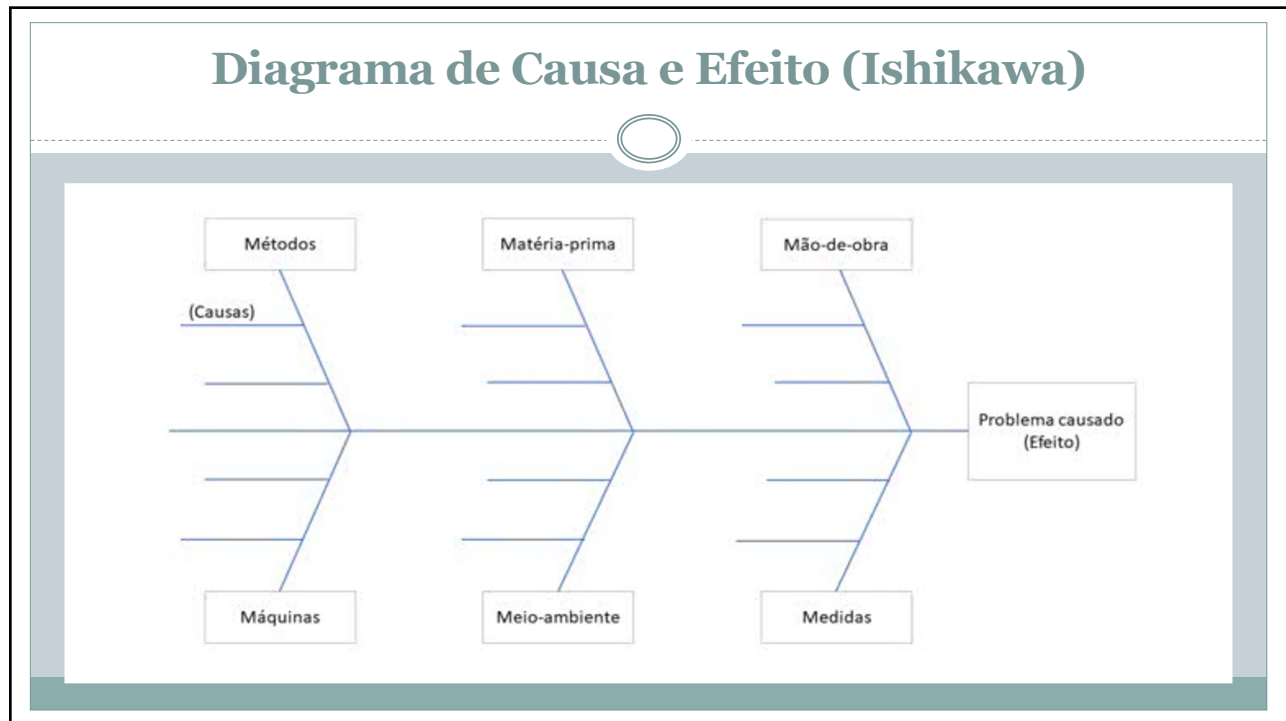 Diagrama de Causa e Efeito (Ishikawa)
Métodos
Matéria-prima
Mão-de-obra
(Causas)
Problema causado
(Efeito)
Máquinas
Meio-ambiente
Medidas